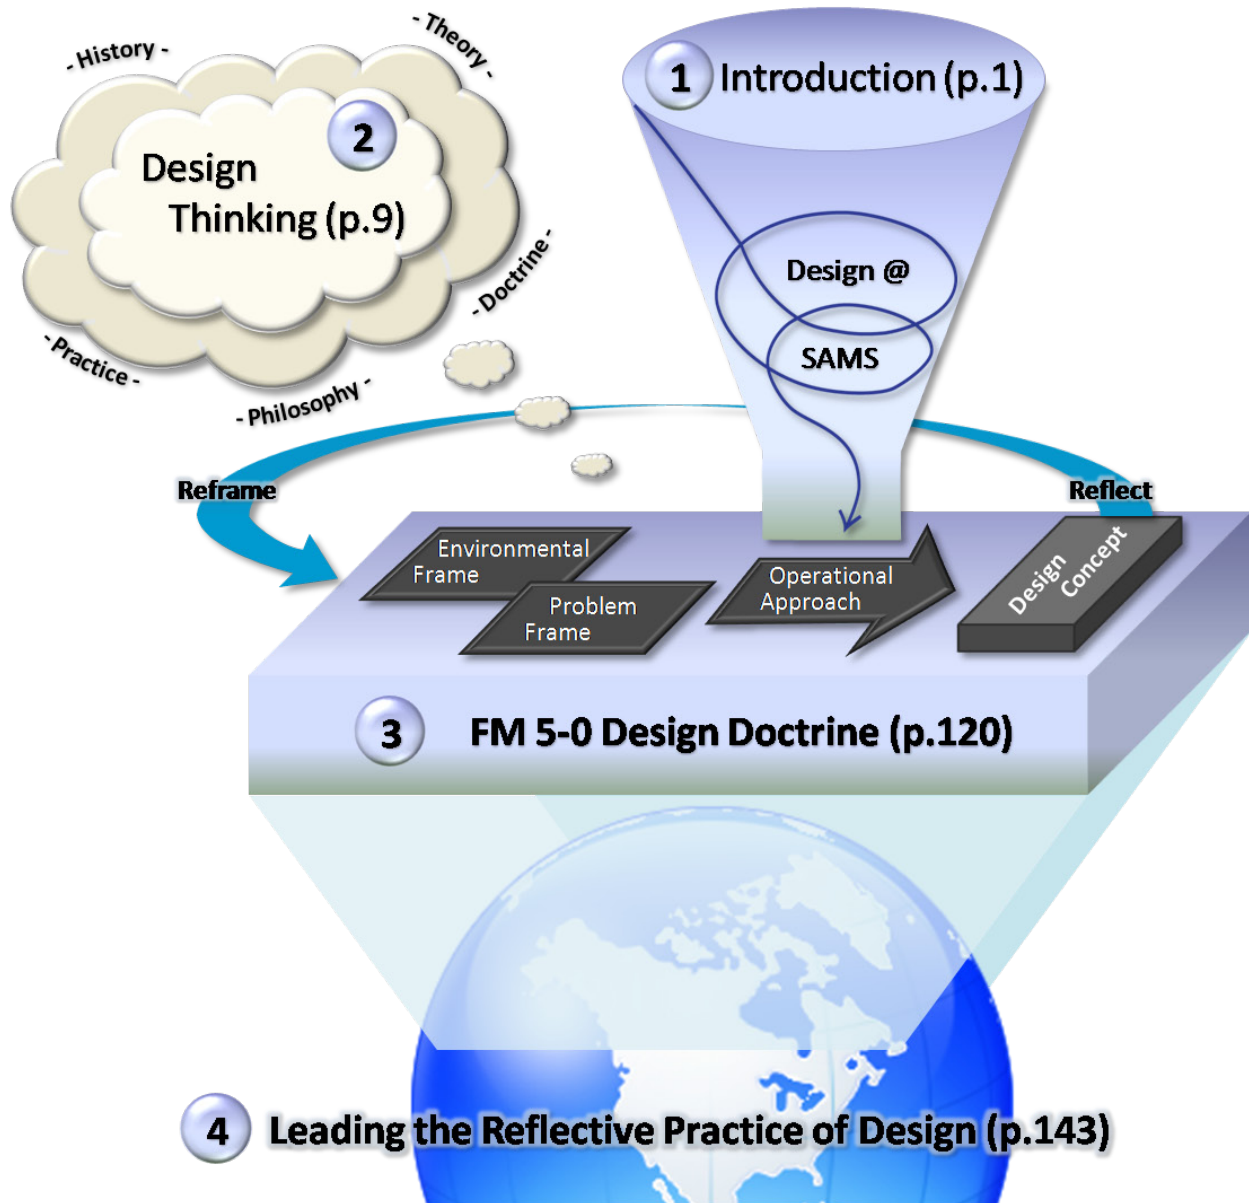 1 Introduction (p.1)
- History -
- Theory -
2
Design
Thinking (p.9)
- Doctrine -
- Practice -
- Philosophy -
Design @
SAMS
Reframe
Reflect
Environmental
Frame
Problem
Frame
Operational
Approach
Design
Concept
3 FM 5-0 Design Doctrine (p.120)
4 Leading the Reflective Practice of Design (p.143)